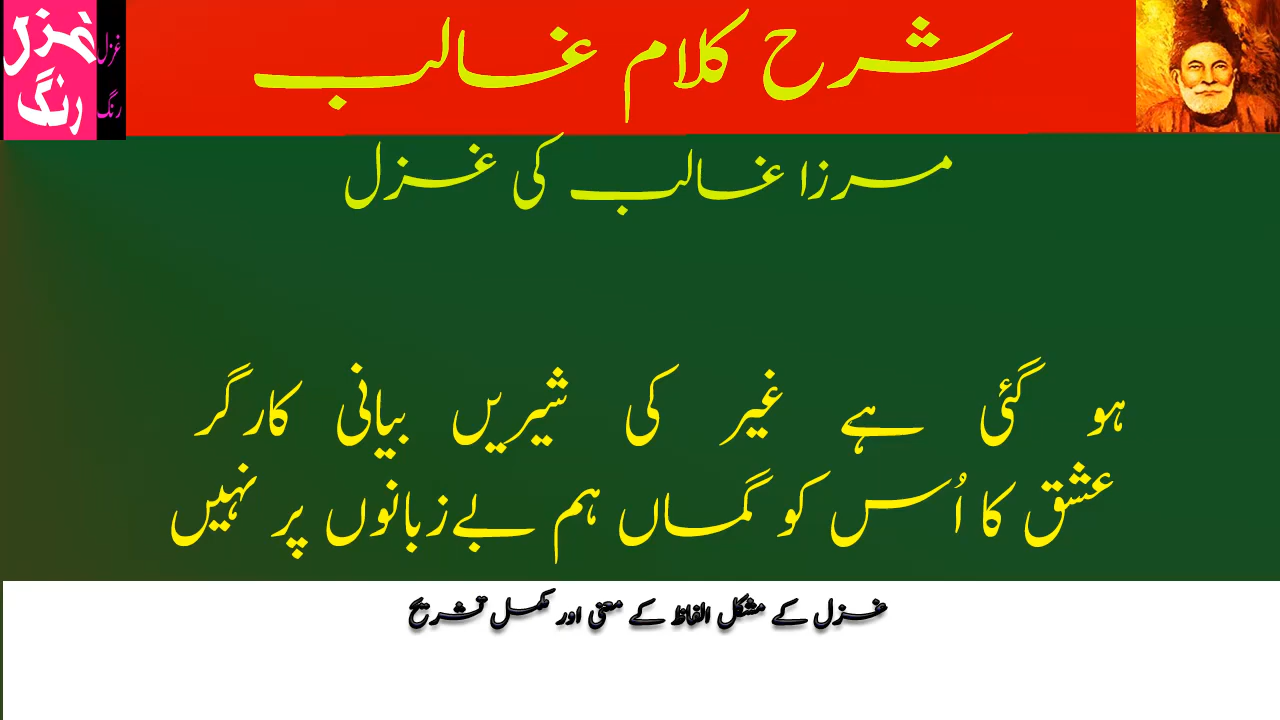 شرح کلام غالب
غزل
رنگ
غزل
رنگ
مرزا غالب کی غزل
ہو گئی ہے غیر کی شیریں بیانی کارگر
عشق کا اُس کو گماں ہم بے زبانوں پر نہیں
غزل کے مشکل الفاظ کے معنی اور مکمل تشریح